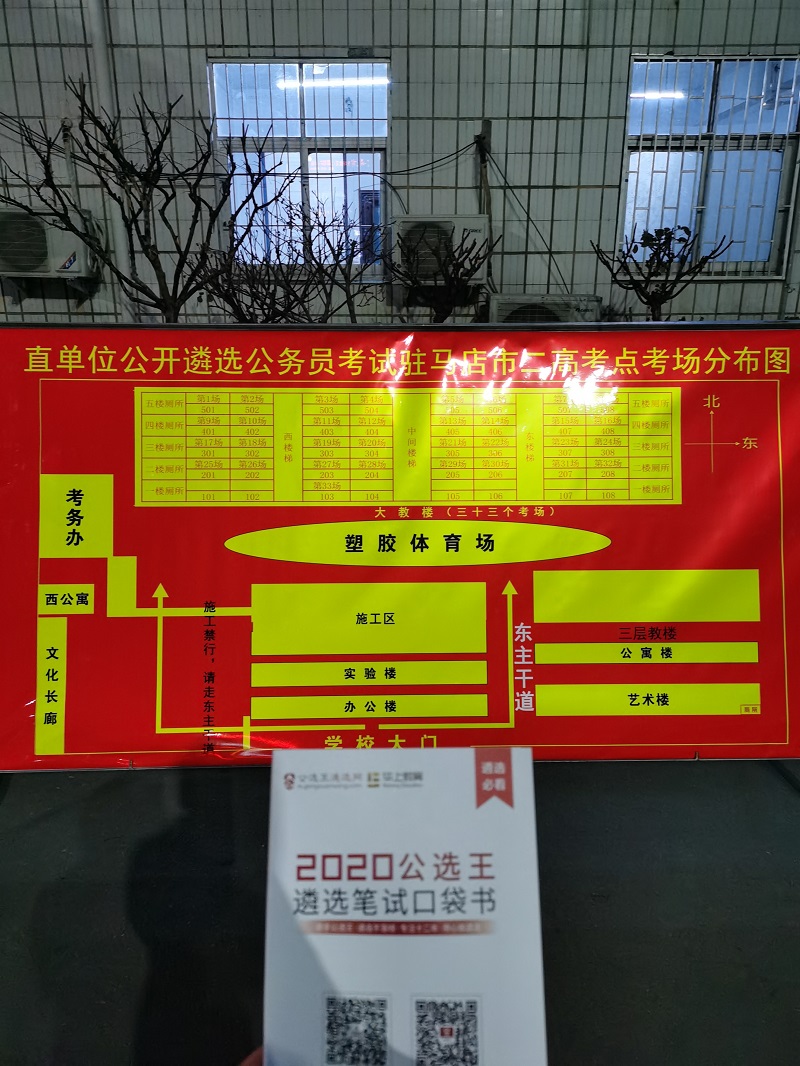 直单位公开遴选公务员考试驻马店市二高考点考场分布图
北
东
五楼厕所 第1场 第2场 第3场 第4场 五楼厕所
501 502 503 504
四楼厕所 第9场 第10场 第11场 第12场 第13场 第14场 第15场 第16场 四楼厕所
401 402 403 404 405 406 407 408
三楼厕所 第17场 第18场 第19场 第20场 第21场 第22场 第23场 第24场 三楼厕所
301 302 303 304 305 306 307 308
二楼厕所 第25场 第26场 第27场 第28场 第29场 第30场 第31场 第32场 二楼厕所
201 202 203 204 205 206 207 208
一楼厕所 第33场 一楼厕所
101 102 103 104 105 106 107 108
西楼梯
中间楼梯
东楼梯
大教楼（三十三个考场）
考务办
塑胶体育场
西公寓
文化长廊
施工禁行，请走东主干道
施工区
实验楼
办公楼
东主干道
三层教楼
公寓楼
艺术楼
学校大门
公选王遴选网
华上教育
遴选
必看
2020公选王
遴选笔试口袋书